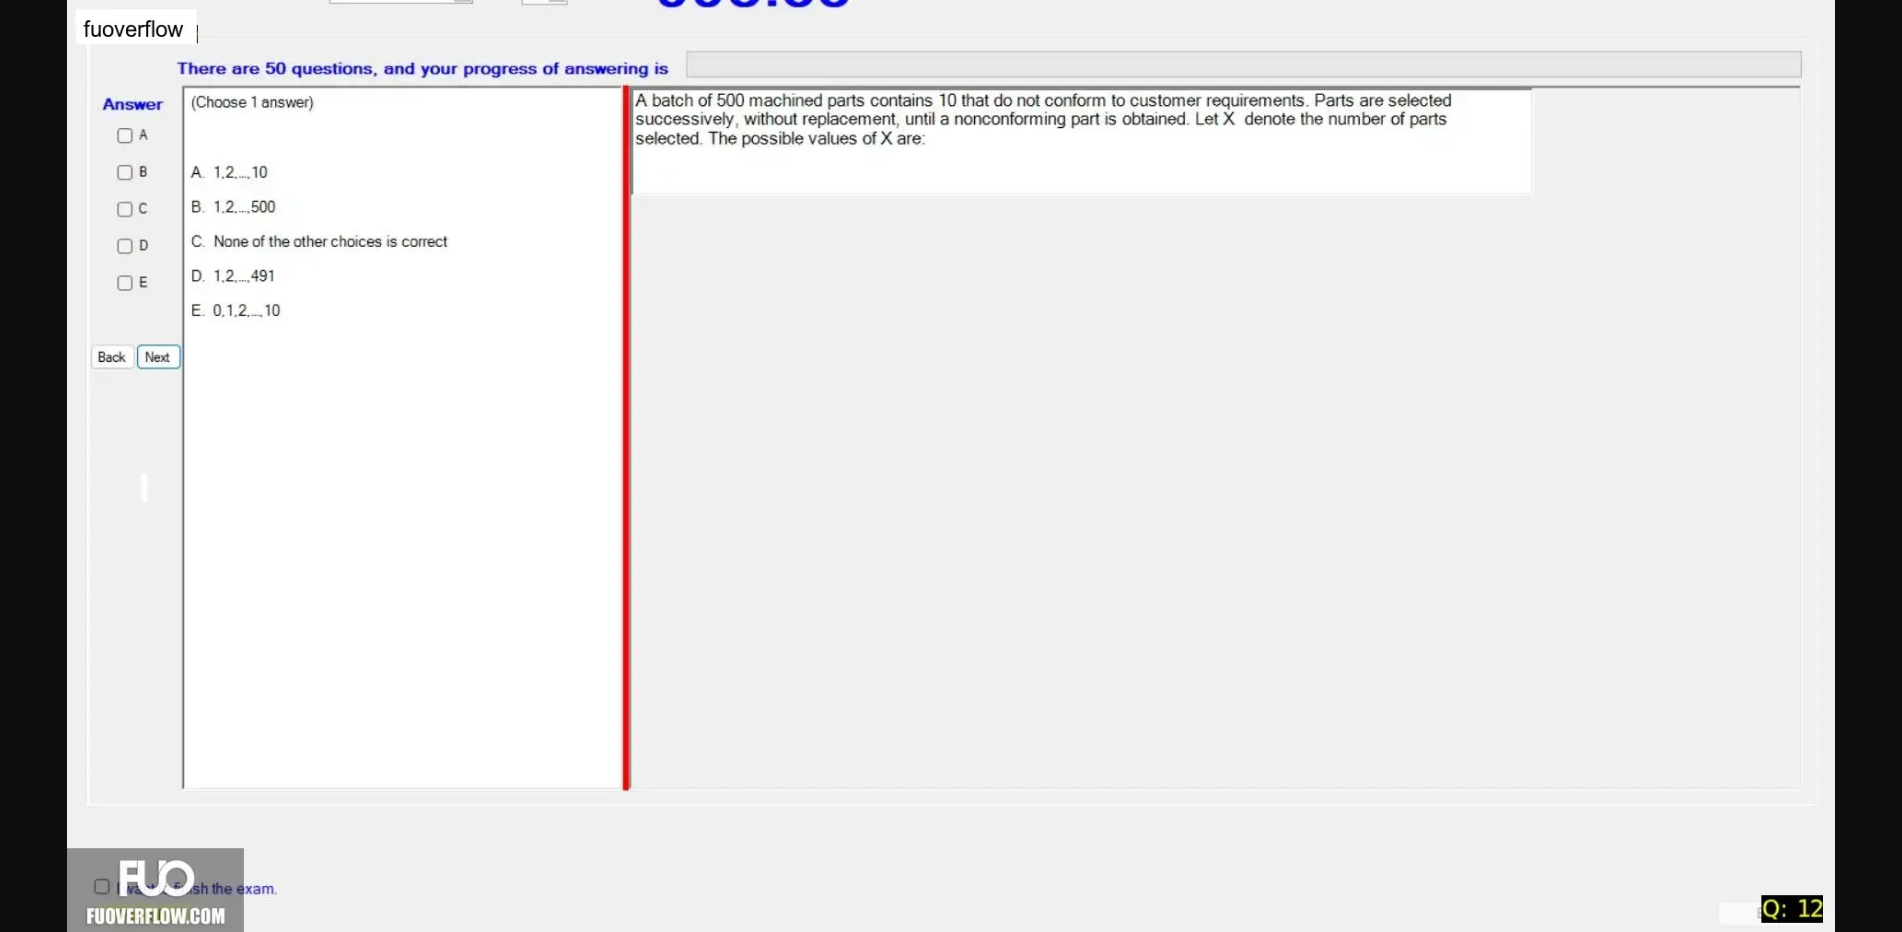 fuoverflow
There are 50 questions, and your progress of answering is
Answer
A
B
C
D
E
Back Next
(Choose 1 answer)
A. 1,2,...,10
B. 1,2,...,500
C. None of the other choices is correct
D. 1,2,...,491
E. 0,1,2,...,10
A batch of 500 machined parts contains 10 that do not conform to customer requirements. Parts are selected
successively, without replacement, until a nonconforming part is obtained. Let X denote the number of parts
selected. The possible values of X are:
the exam.
FUO
FUOVERFLOW.COM
Q: 12